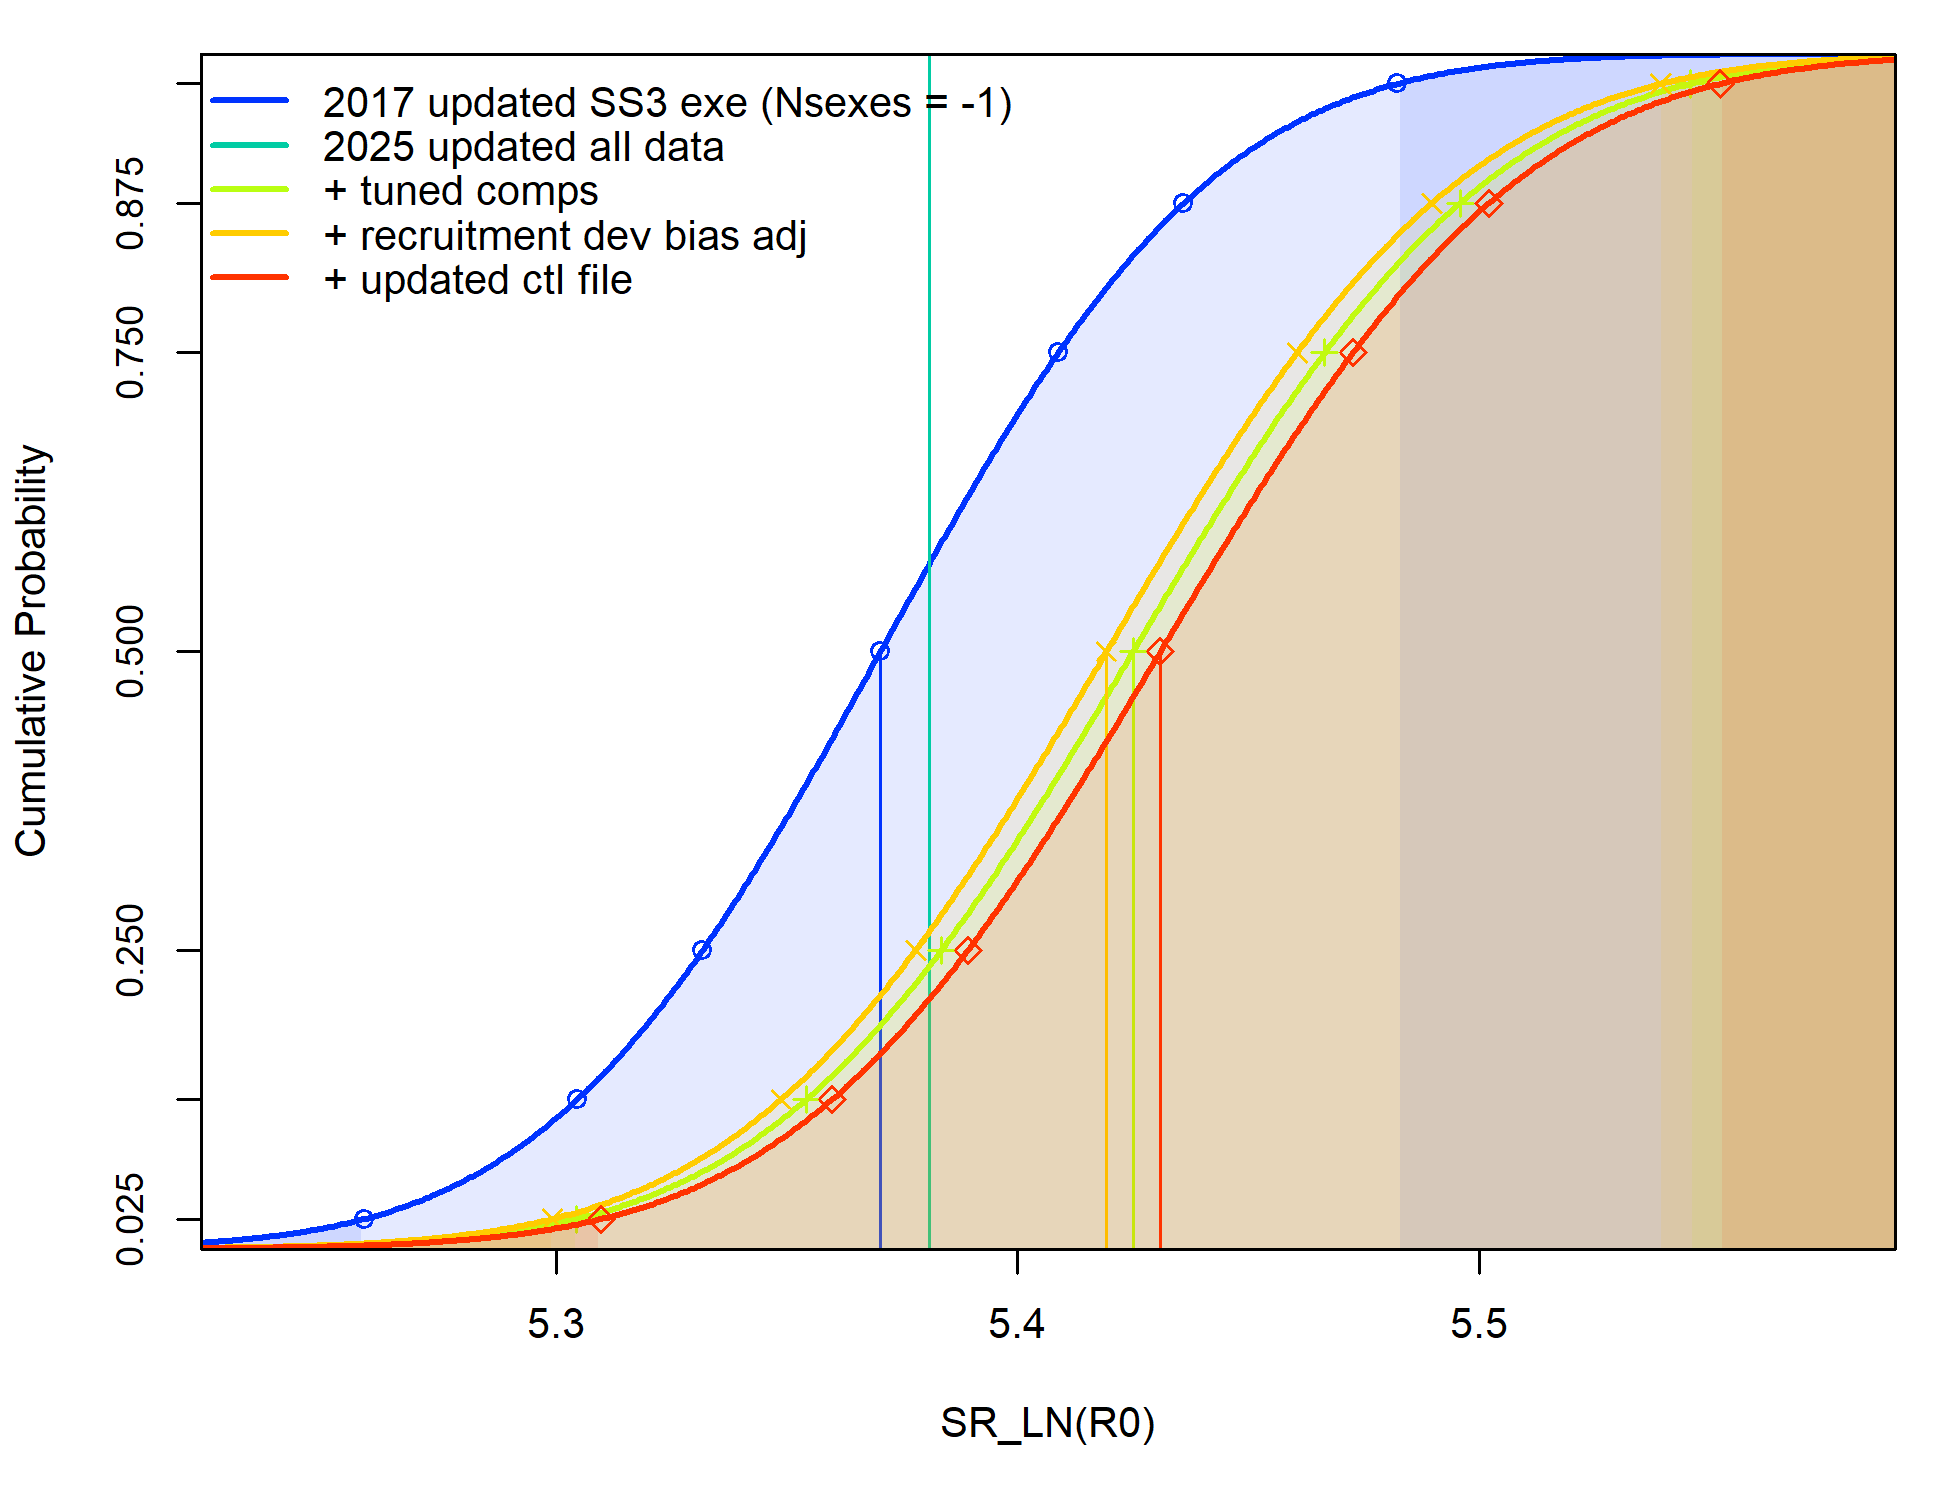 2017 updated SS3 exe (Nsexes = -1)
2025 updated all data
+ tuned comps
+ recruitment dev bias adj
+ updated ctl file
Cumulative Probability
0.875
0.750
0.500
0.250
0.025
5.3 5.4 5.5
SR_LN(R0)